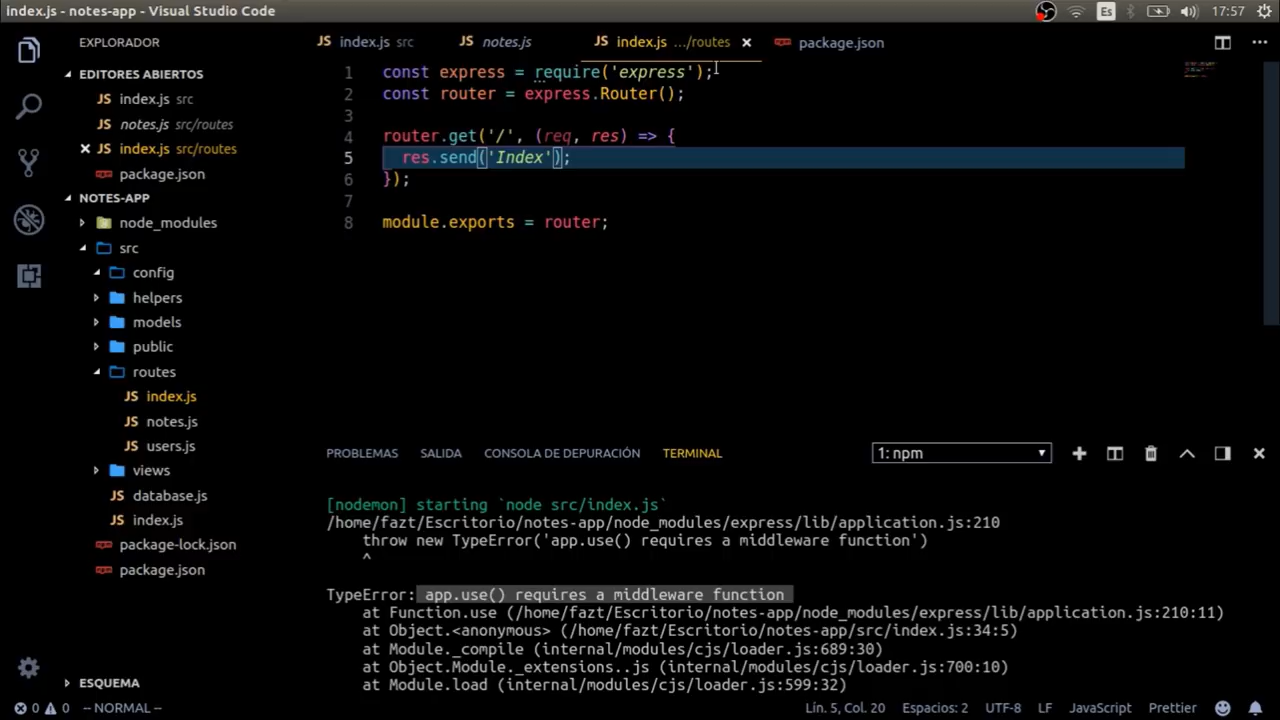 index.js - notes-app - Visual Studio Code
Es
17:57
EXPLORADOR
EDITORES ABIERTOS
JS index.js src
JS notes.js src/routes
JS index.js src/routes
package.json
NOTES-APP
node_modules
src
config
helpers
models
public
routes
JS index.js
JS notes.js
JS users.js
views
JS database.js
JS index.js
package-lock.json
package.json
ESQUEMA
JS index.js src
JS notes.js
JS index.js .../routes
package.json
1 const express = require('express');
2 const router = express.Router();
3
4 router.get('/', (req, res) => {
5 res.send('Index');
6 });
7
8 module.exports = router;
PROBLEMAS SALIDA CONSOLA DE DEPURACIÓN TERMINAL
1: npm
[nodemon] starting `node src/index.js`
/home/fazt/Escritorio/notes-app/node_modules/express/lib/application.js:210
throw new TypeError('app.use() requires a middleware function')
^
TypeError: app.use() requires a middleware function
at Function.use (/home/fazt/Escritorio/notes-app/node_modules/express/lib/application.js:210:11)
at Object.<anonymous> (/home/fazt/Escritorio/notes-app/src/index.js:34:5)
at Module._compile (internal/modules/cjs/loader.js:689:30)
at Object.Module._extensions..js (internal/modules/cjs/loader.js:700:10)
at Module.load (internal/modules/cjs/loader.js:599:32)
0 0 -- NORMAL -- Lín. 5, Col. 20 Espacios: 2 UTF-8 LF JavaScript Prettier